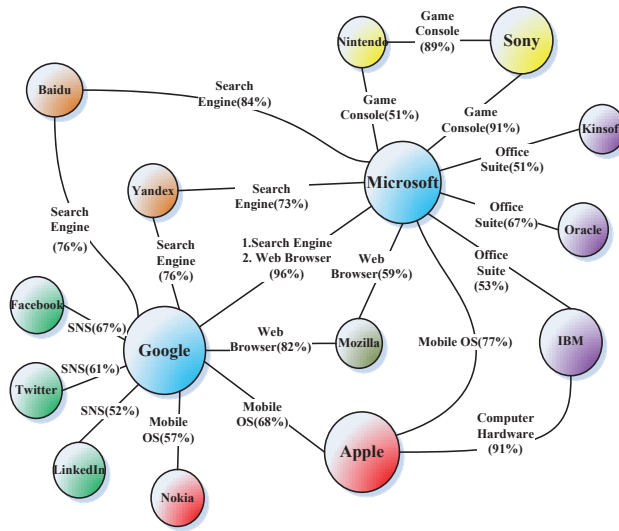 Game
Console
(89%)
Nintendo
Sony
Baidu
Search
Engine(84%)
Game
Console(51%)
Game
Console(91%)
Kinsoft
Office
Suite(51%)
Microsoft
Yandex
Search
Engine(73%)
Office
Suite(67%)
Oracle
Search
Engine
(76%)
Search
Engine
(76%)
1.Search Engine
2. Web Browser
(96%)
Web
Browser(59%)
Office
Suite
(53%)
Facebook
SNS(67%)
Google
Web
Browser(82%)
Mozilla
Mobile OS(77%)
IBM
Twitter
SNS(61%)
SNS(52%)
Mobile
OS(57%)
Mobile
OS(68%)
Computer
Hardware
(91%)
Apple
LinkedIn
Nokia